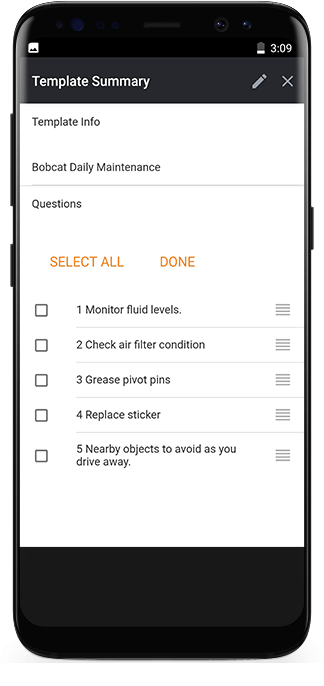 3:09
Template Summary
Template Info
Bobcat Daily Maintenance
Questions
SELECT ALL DONE
1 Monitor fluid levels.
2 Check air filter condition
3 Grease pivot pins
4 Replace sticker
5 Nearby objects to avoid as you
drive away.